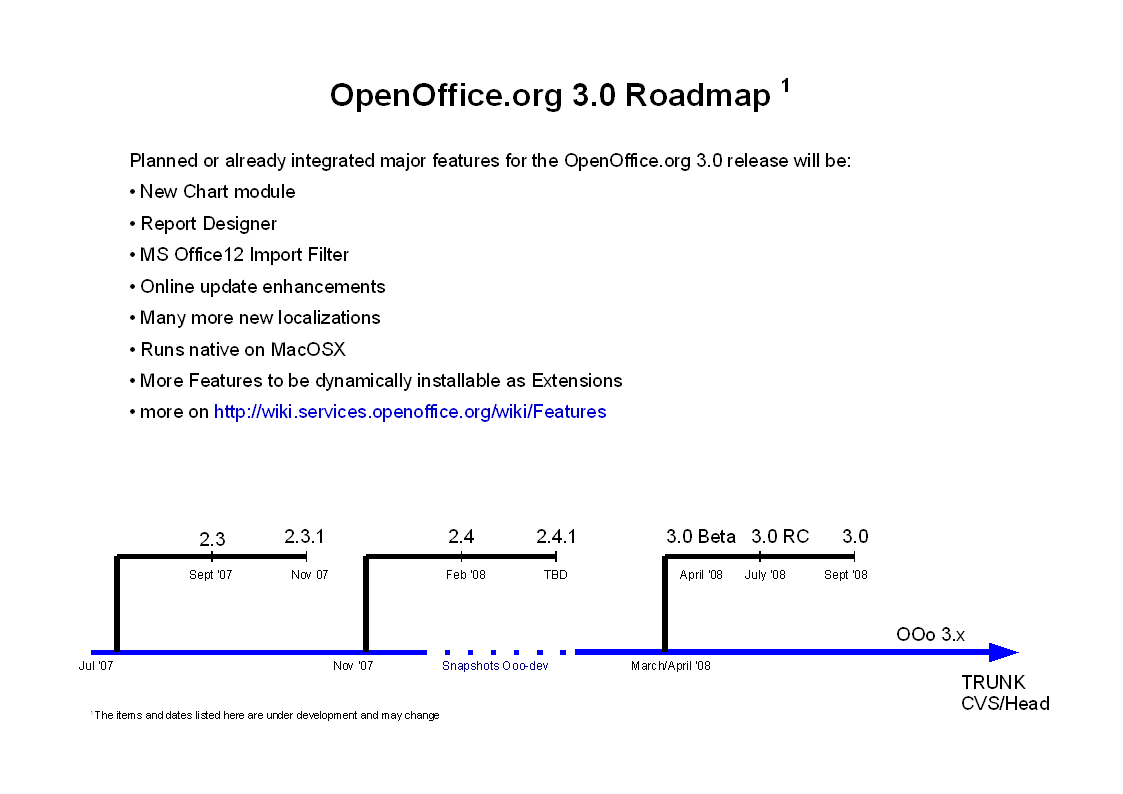 OpenOffice.org 3.0 Roadmap 1
Planned or already integrated major features for the OpenOffice.org 3.0 release will be:
• New Chart module
• Report Designer
• MS Office12 Import Filter
• Online update enhancements
• Many more new localizations
• Runs native on MacOSX
• More Features to be dynamically installable as Extensions
• more on http://wiki.services.openoffice.org/wiki/Features
2.3 2.3.1 2.4 2.4.1 3.0 Beta 3.0 RC 3.0
Sept '07 Nov 07 Feb '08 TBD April '08 July '08 Sept '08
OOo 3.x
Jul '07 Nov '07 Snapshots Ooo-dev March/April '08
TRUNK
CVS/Head
1 The items and dates listed here are under development and may change